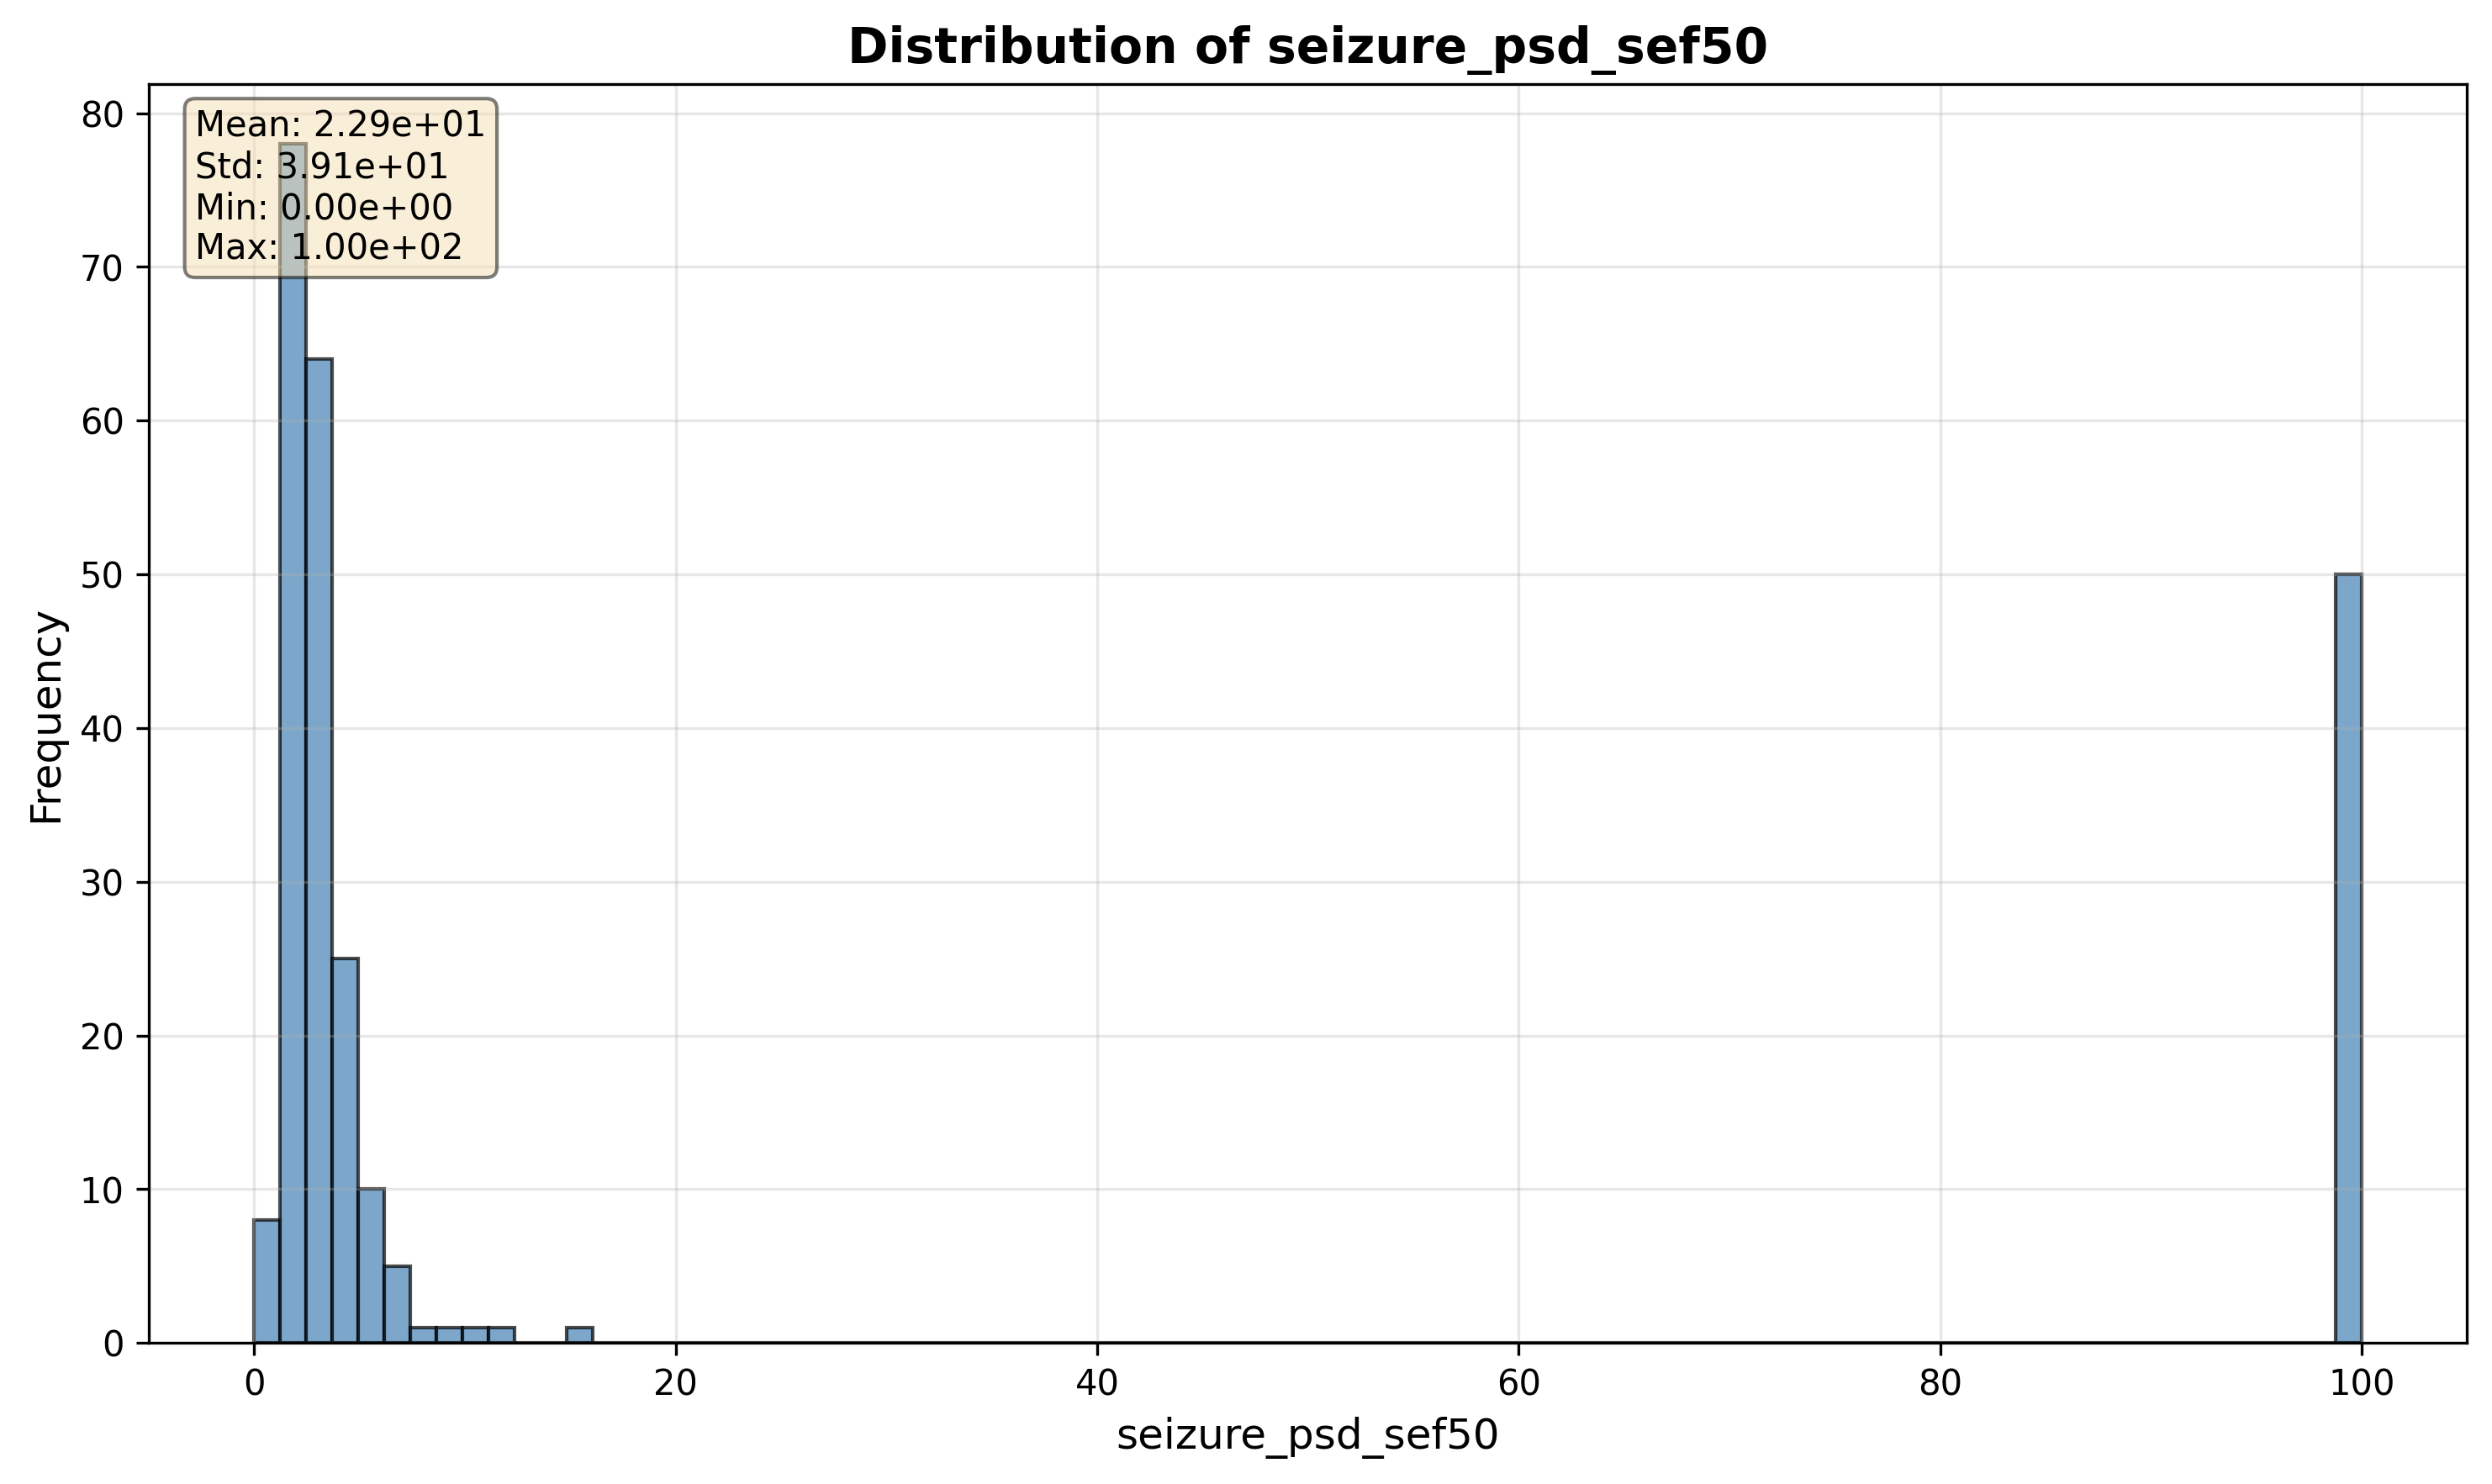 Distribution of seizure_psd_sef50
Mean: 2.29e+01
Std: 3.91e+01
Min: 0.00e+00
Max: 1.00e+02
80
70
60
50
40
30
20
10
0
Frequency
0 20 40 60 80 100
seizure_psd_sef50